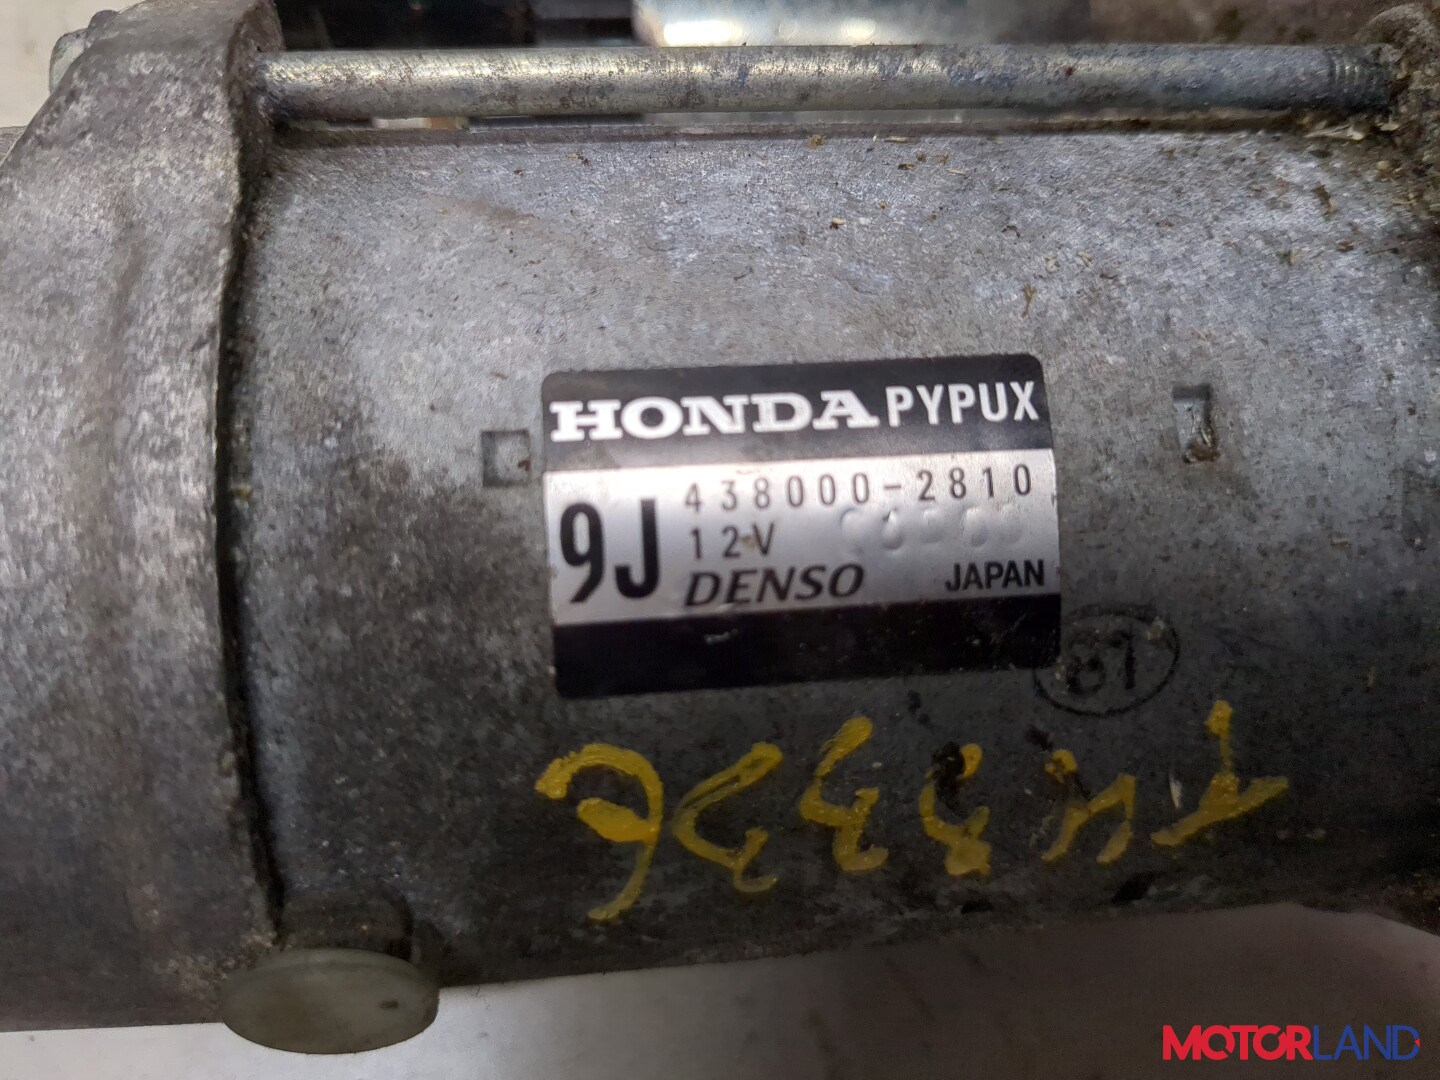 HONDA PYPUX
9J
438000-2810
12V
DENSO JAPAN
MOTORLAND